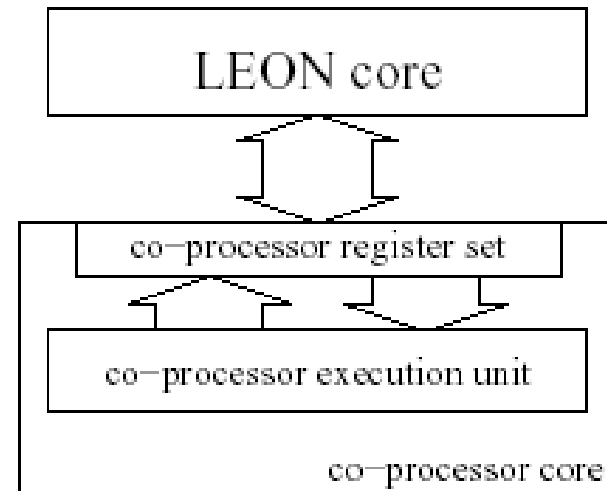 LEON core
co−processor register set
co−processor execution unit
co−processor core